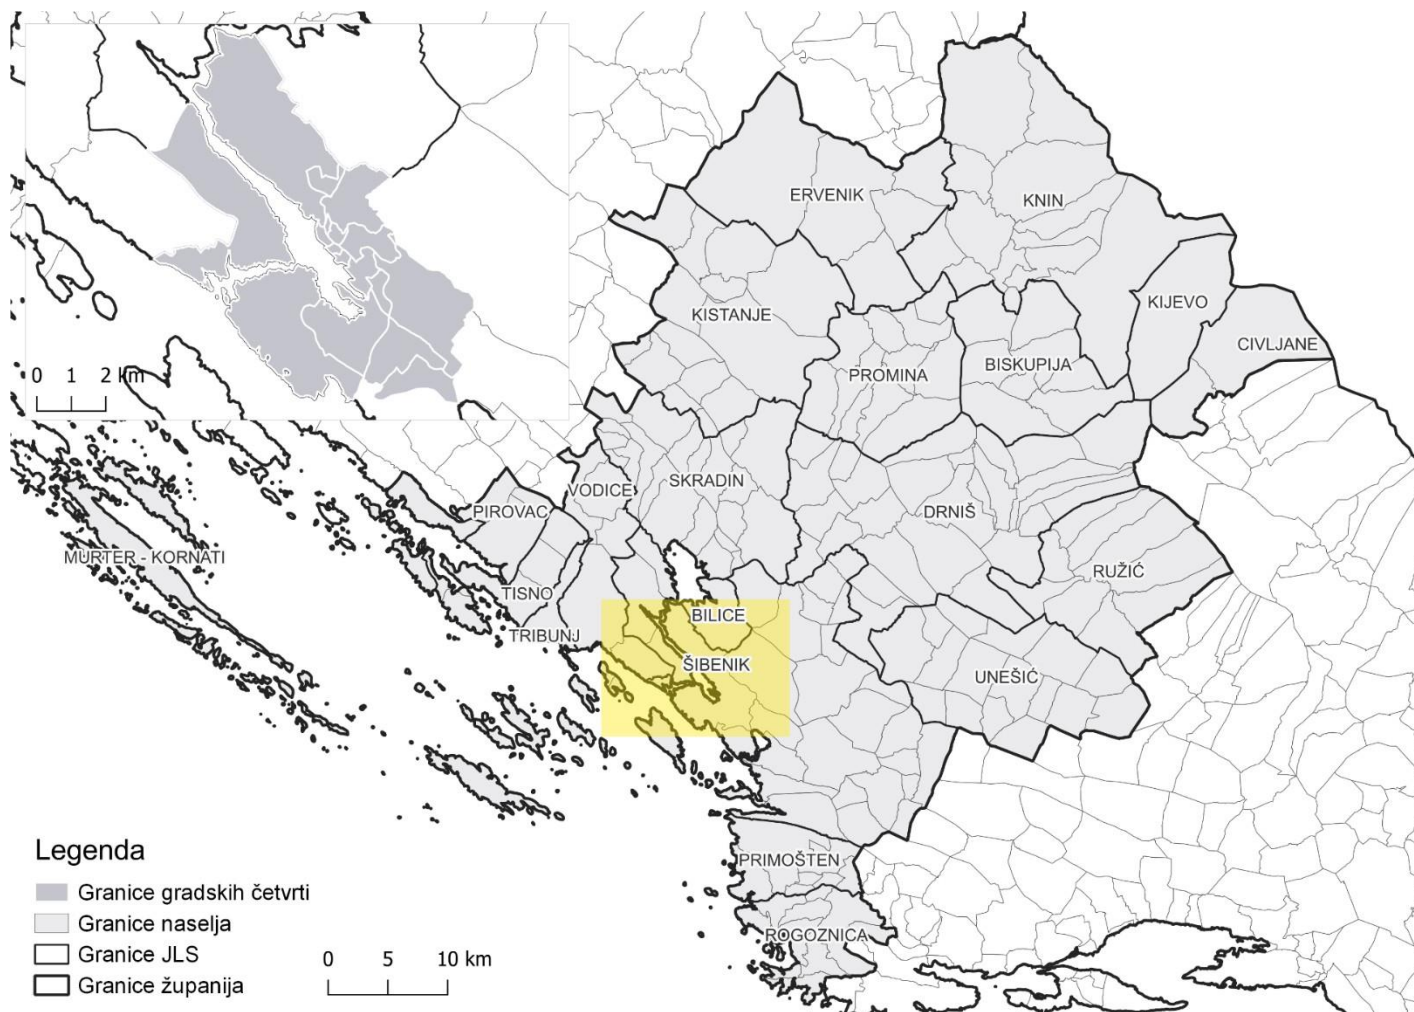 0 1 2 km
ERVENIK
KNIN
KISTANJE
KIJEVO
CIVLJANE
PROMINA
BISKUPIJA
SKRADIN
VODICE
PIROVAC
DRNIŠ
MURTER - KORNATI
RUŽIĆ
TISNO
BILICE
TRIBUNJ
ŠIBENIK
UNEŠIĆ
PRIMOŠTEN
ROGOZNICA
Legenda
Granice gradskih četvrti
Granice naselja
Granice JLS
Granice županija
0 5 10 km